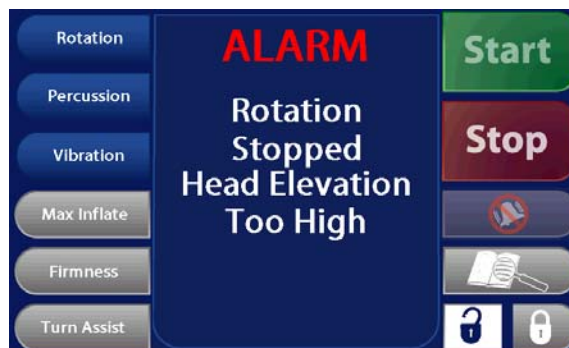 Rotation
Percussion
Vibration
Max Inflate
Firmness
Turn Assist
ALARM
Rotation
Stopped
Head Elevation
Too High
Start
Stop